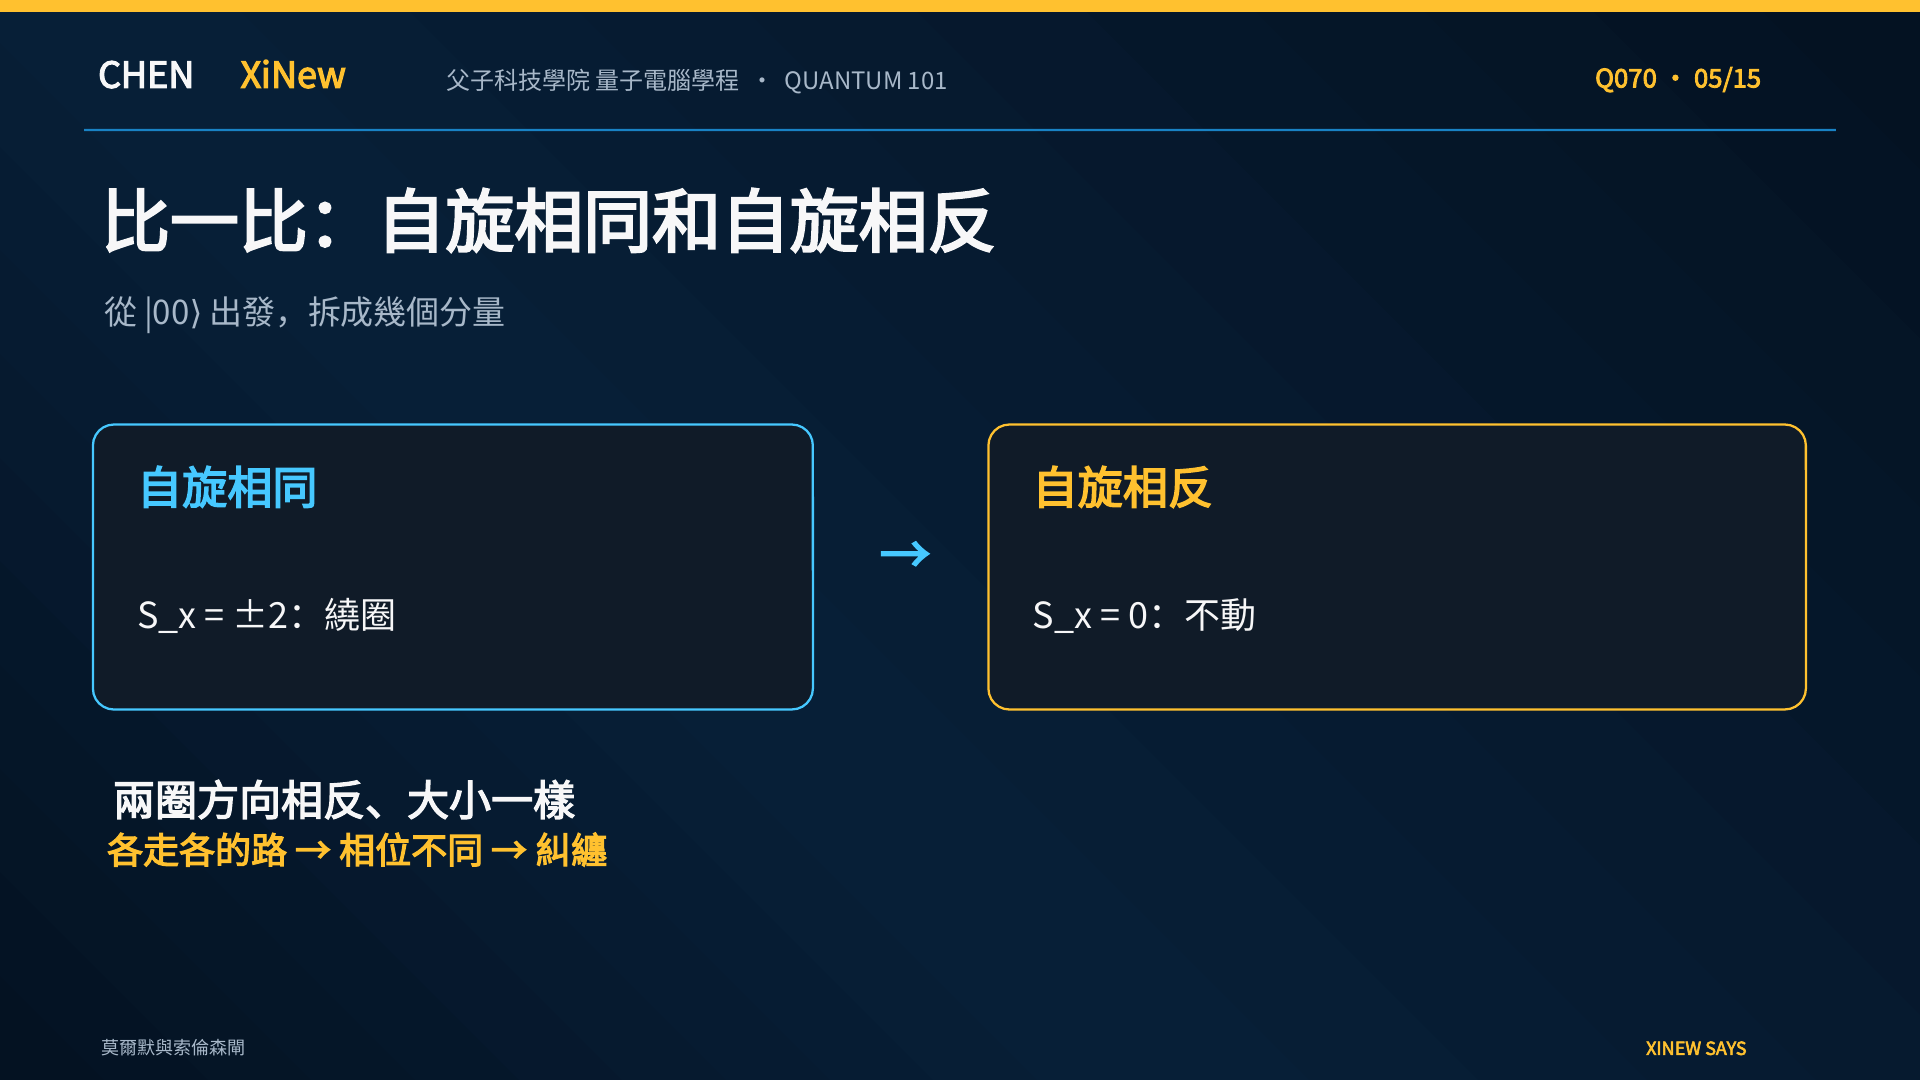 CHEN XiNew 父子科技學院 量子電腦學程 • QUANTUM 101 Q070 • 05/15
比一比：自旋相同和自旋相反
從 |00⟩ 出發，拆成幾個分量
自旋相同
S_x = ±2：繞圈
→
自旋相反
S_x = 0：不動
兩圈方向相反、大小一樣
各走各的路 → 相位不同 → 糾纏
莫爾默與索倫森閘
XINEW SAYS